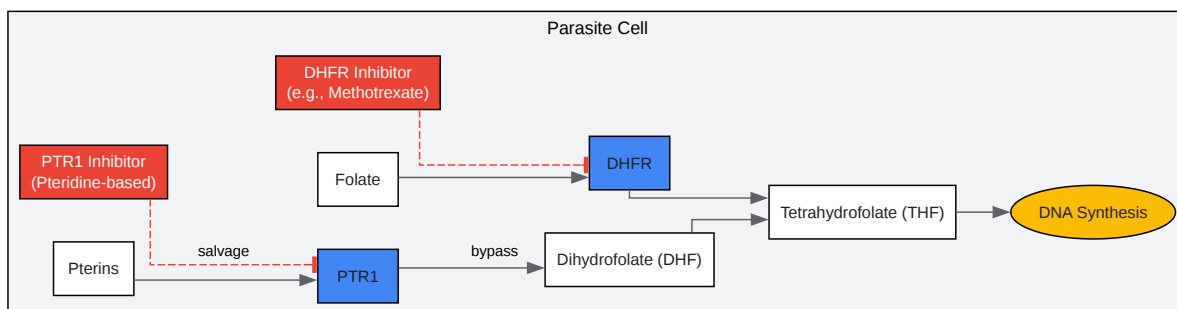 Parasite Cell
DHFR Inhibitor
(e.g., Methotrexate)
PTR1 Inhibitor
(Pteridine-based)
Folate
DHFR
Tetrahydrofolate (THF)
DNA Synthesis
Pterins
salvage
PTR1
bypass
Dihydrofolate (DHF)